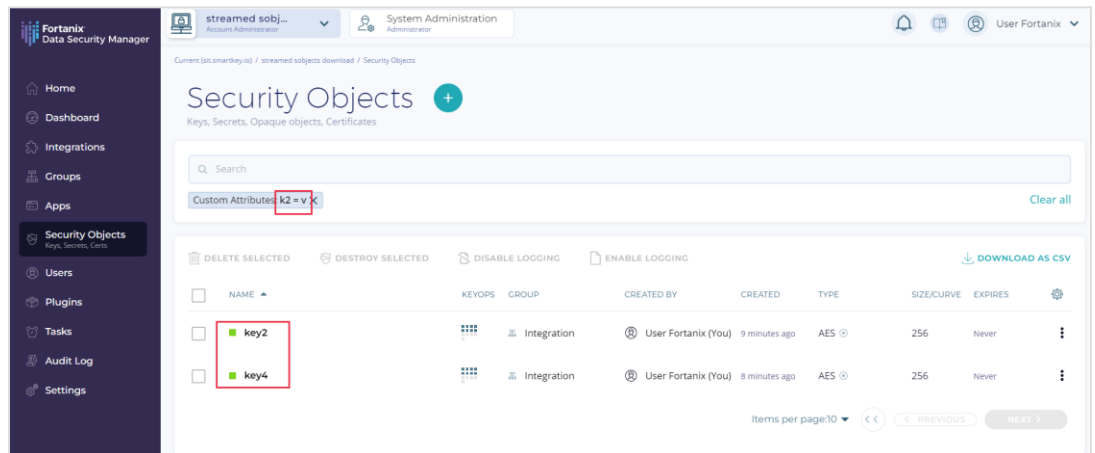 Fortanix
Data Security Manager
streamed sobj...
Account Administrator
System Administration
Administrator
User Fortanix
Current (sit.smartkey.io) / streamed sobjects download / Security Objects
Home
Dashboard
Integrations
Groups
Apps
Security Objects
Keys, Secrets, Certs
Users
Plugins
Tasks
Audit Log
Settings
Security Objects +
Keys, Secrets, Opaque objects, Certificates
Search
Custom Attributes: k2 = v X
Clear all
DELETE SELECTED DESTROY SELECTED DISABLE LOGGING ENABLE LOGGING DOWNLOAD AS CSV
NAME KEYOPS GROUP CREATED BY CREATED TYPE SIZE/CURVE EXPIRES
key2 Integration User Fortanix (You) 9 minutes ago AES 256 Never
key4 Integration User Fortanix (You) 8 minutes ago AES 256 Never
Items per page:10 << < PREVIOUS NEXT >